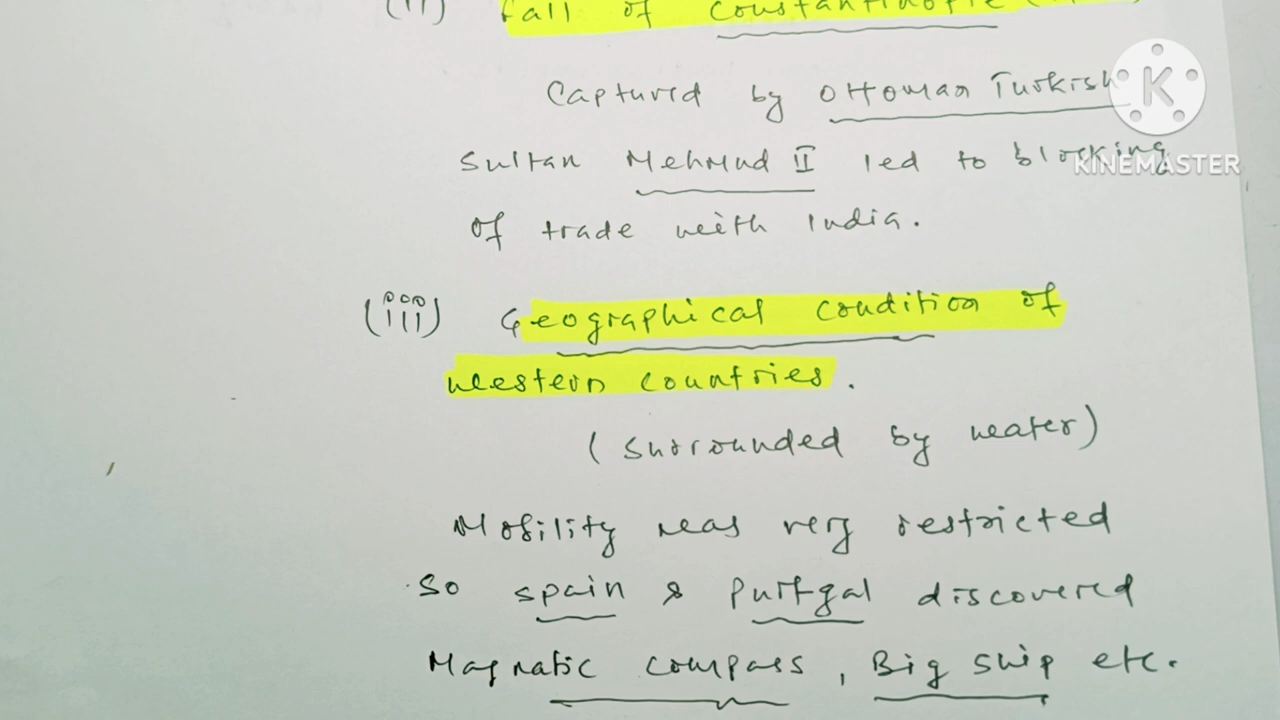 (ii) Fall of Constantinople
Captured by Ottoman Turkish
Sultan Mehmud II led to blocking
of trade with India.
(iii) Geographical condition of
western countries.
(surrounded by water)
Mobility was very restricted
So spain & Purtgal discovered
Magnatic compass, Big ship etc.
K
KINEMASTER